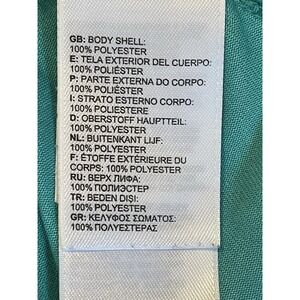 GB: BODY SHELL:
100% POLYESTER
E: TELA EXTERIOR DEL CUERPO:
100% POLIÉSTER
P: PARTE EXTERNA DO CORPO:
100% POLIÉSTER
I: STRATO ESTERNO CORPO:
100% POLIESTERE
D: OBERSTOFF HAUPTTEIL:
100% POLYESTER
NL: BUITENKANT LIJF:
100% POLYESTER
F: ÉTOFFE EXTÉRIEURE DU
CORPS: 100% POLYESTER
RU: ВЕРХ ЛИФА:
100% ПОЛИЭСТЕР
TR: BEDEN DIŞI:
100% POLYESTER
GR: ΚΕΛΥΦΟΣ ΣΩΜΑΤΟΣ:
100% ΠΟΛΥΕΣΤΕΡΑΣ